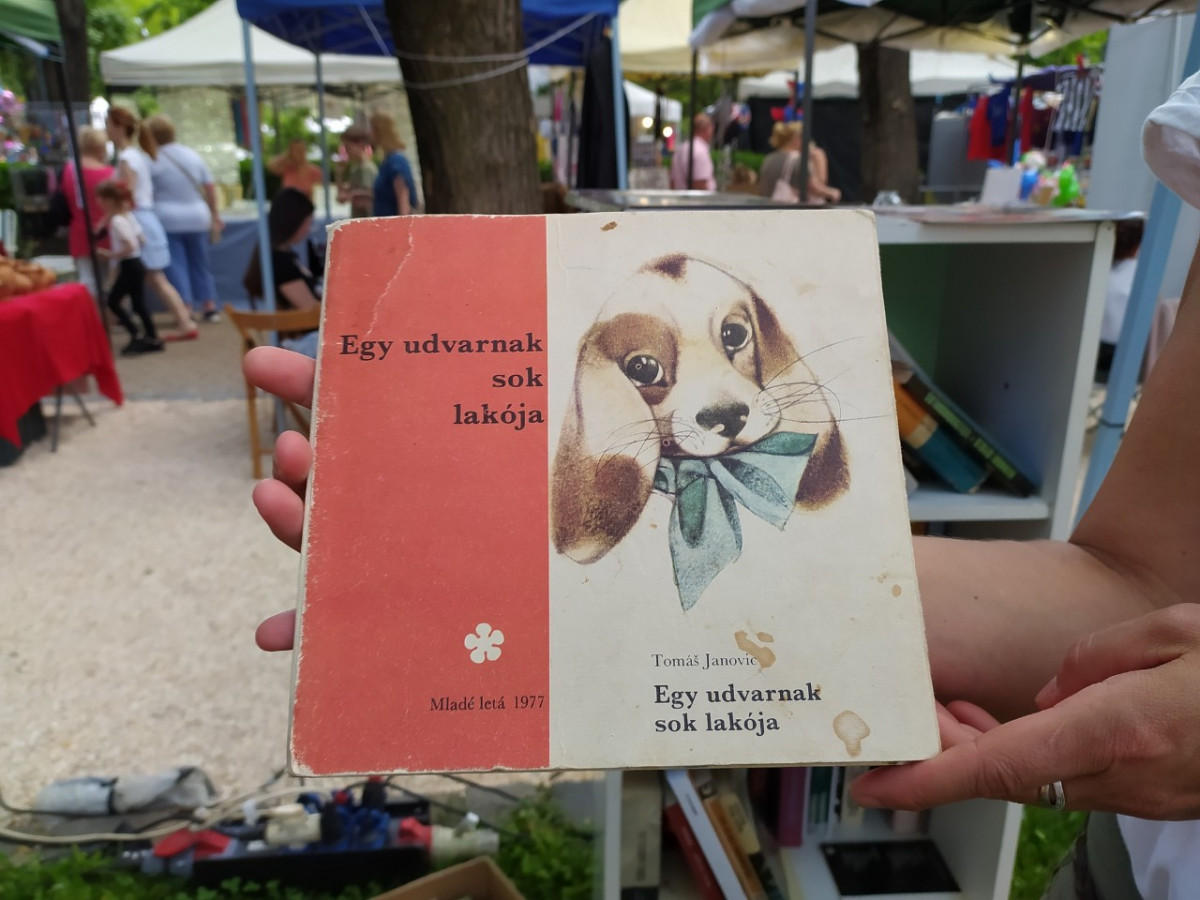 Egy udvarnak
sok
lakója
Mladé letá 1977
Tomáš Janovic
Egy udvarnak
sok lakója